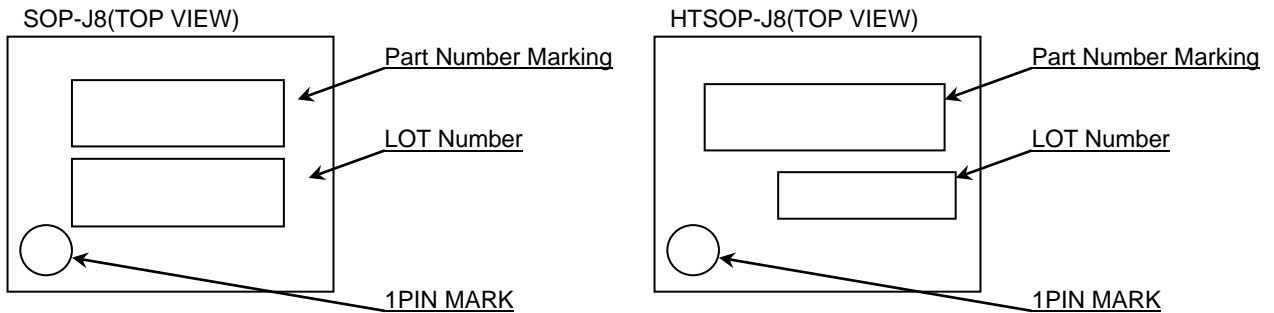 SOP-J8(TOP VIEW)
Part Number Marking
LOT Number
1PIN MARK
HTSOP-J8(TOP VIEW)
Part Number Marking
LOT Number
1PIN MARK